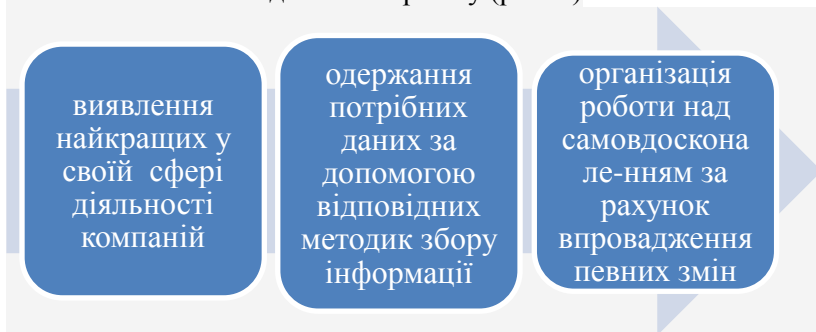 виявлення
найкращих у
своїй сфері
діяльності
компаній
одержання
потрібних
даних за
допомогою
відповідних
методик збору
інформації
організація
роботи над
самовдоскона
ле-нням за
рахунок
впровадження
певних змін